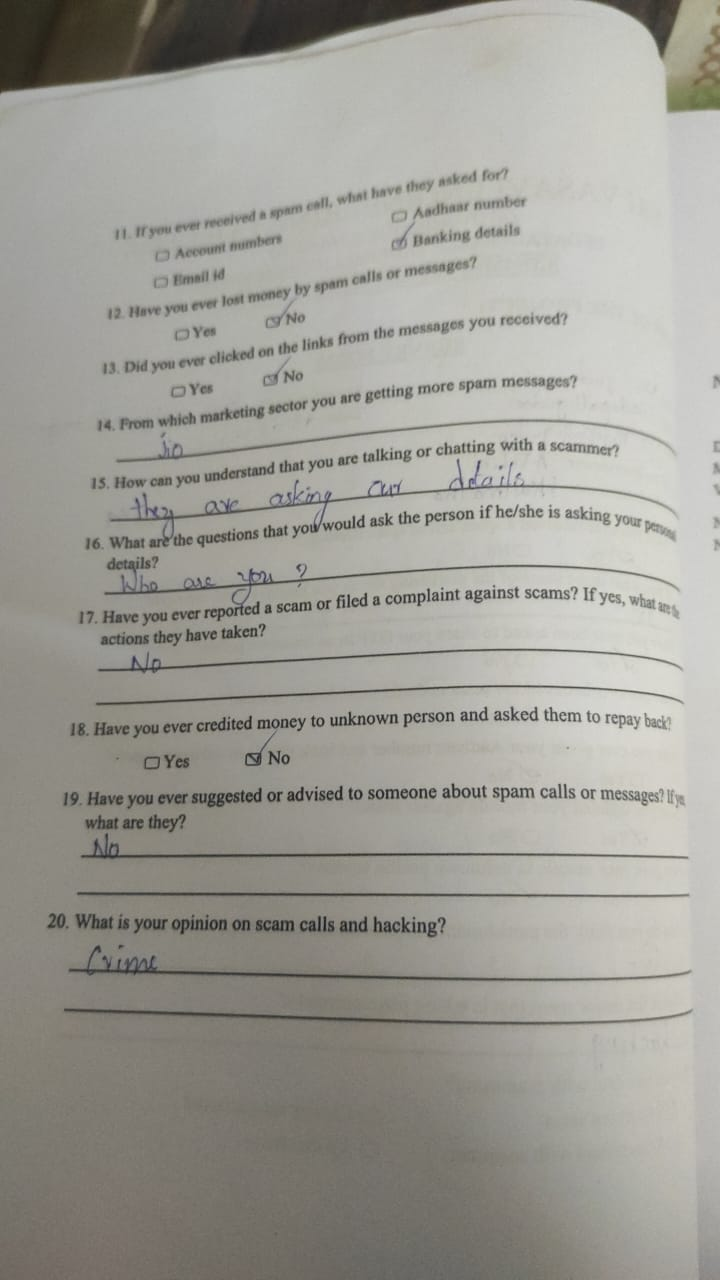 11. If you ever received a spam call, what have they asked for?
☐ Account numbers ☐ Aadhaar number
☐ Email id ☑ Banking details
12. Have you ever lost money by spam calls or messages?
☐ Yes ☑ No
13. Did you ever clicked on the links from the messages you received?
☐ Yes ☑ No
14. From which marketing sector you are getting more spam messages?
Jio
15. How can you understand that you are talking or chatting with a scammer?
they are asking our details
16. What are the questions that you would ask the person if he/she is asking your personal
details?
Who are you ?
17. Have you ever reported a scam or filed a complaint against scams? If yes, what are the
actions they have taken?
No
18. Have you ever credited money to unknown person and asked them to repay back?
☐ Yes ☑ No
19. Have you ever suggested or advised to someone about spam calls or messages? If yes,
what are they?
No
20. What is your opinion on scam calls and hacking?
Crime